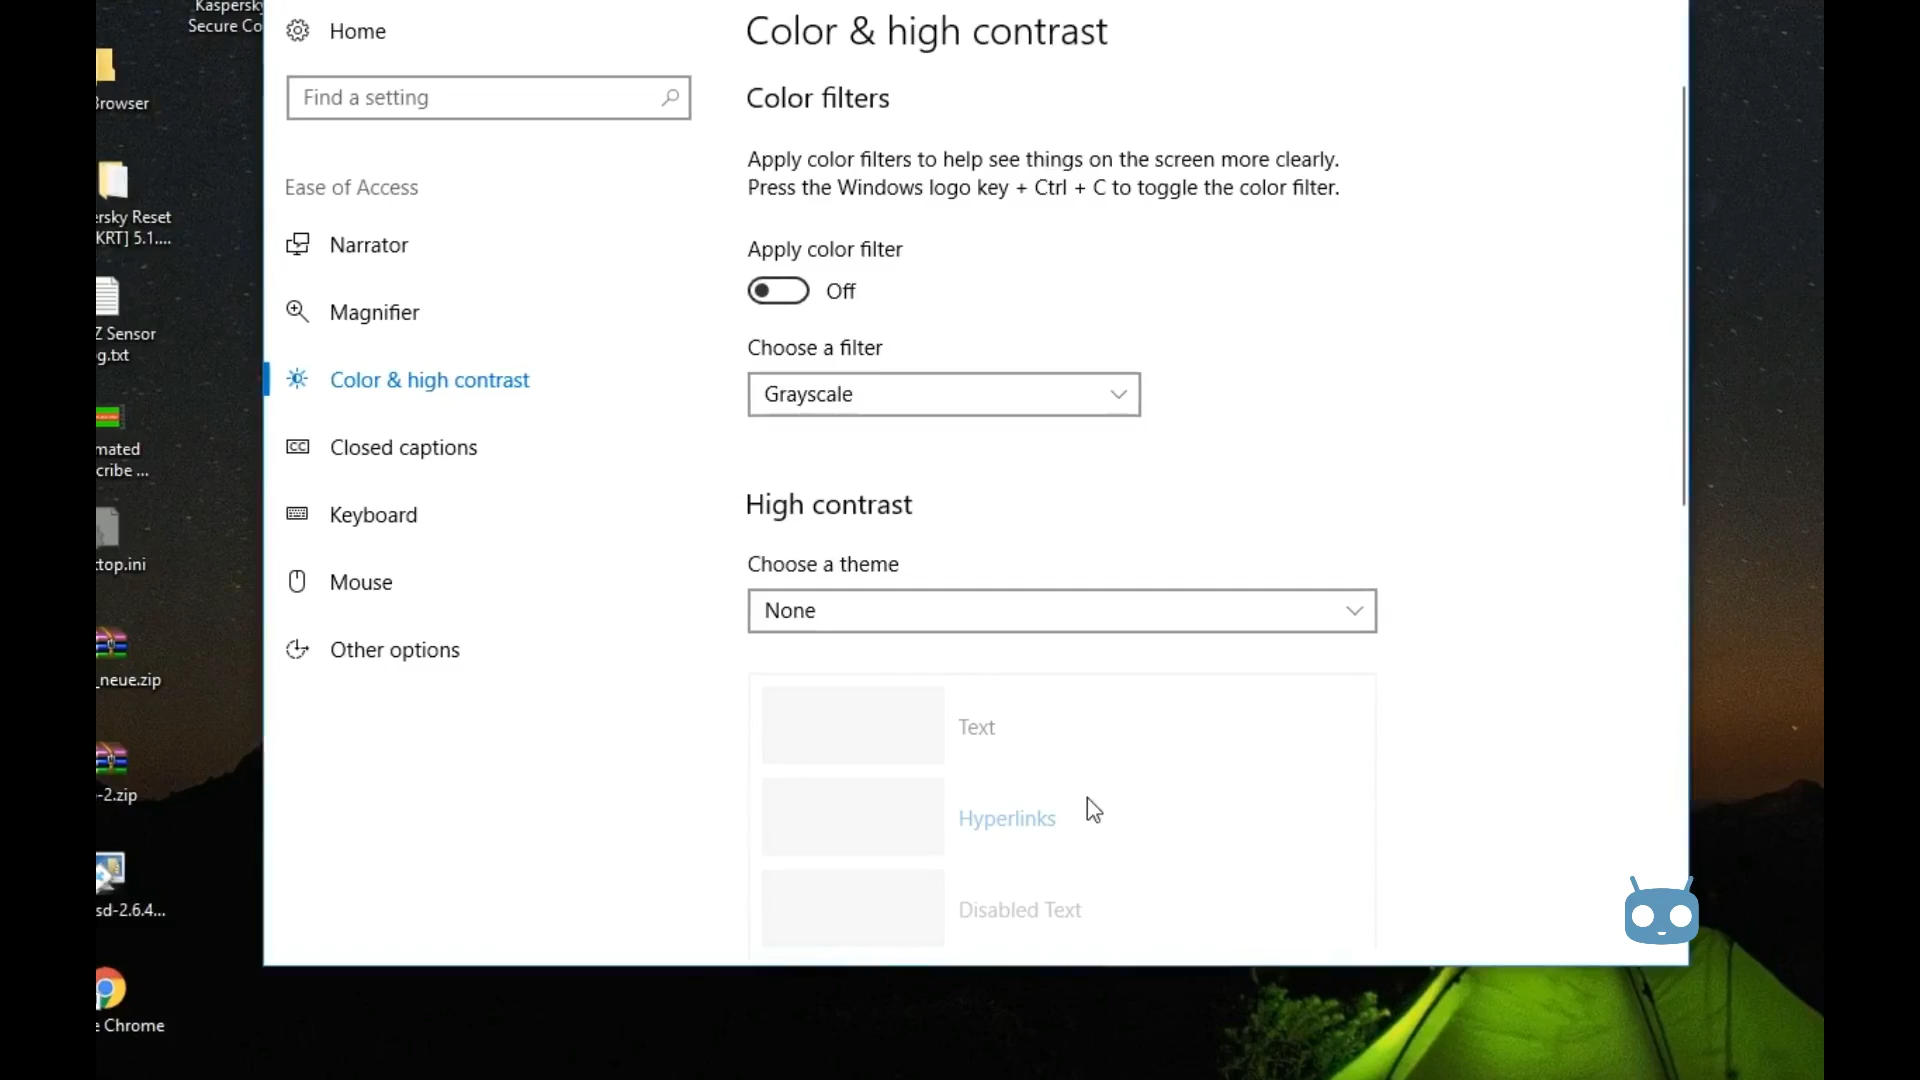 Kaspersky
Secure Co
Browser
ersky Reset
KRT] 5.1....
Z Sensor
g.txt
mated
cribe ...
ktop.ini
_neue.zip
-2.zip
sd-2.6.4...
e Chrome
Home
Find a setting
Ease of Access
Narrator
Magnifier
Color & high contrast
CC Closed captions
Keyboard
Mouse
Other options
Color & high contrast
Color filters
Apply color filters to help see things on the screen more clearly.
Press the Windows logo key + Ctrl + C to toggle the color filter.
Apply color filter
Off
Choose a filter
Grayscale
High contrast
Choose a theme
None
Text
Hyperlinks
Disabled Text